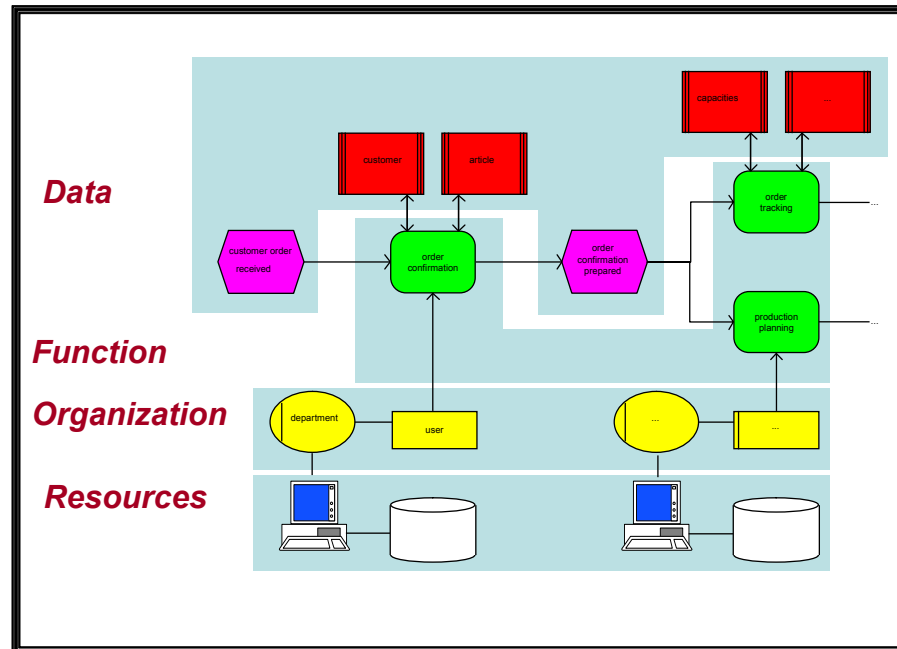 capacities
...
customer
article
Data
order
tracking
...
customer order
received
order
confirmation
order
confirmation
prepared
production
planning
...
Function
Organization
department
user
...
...
Resources